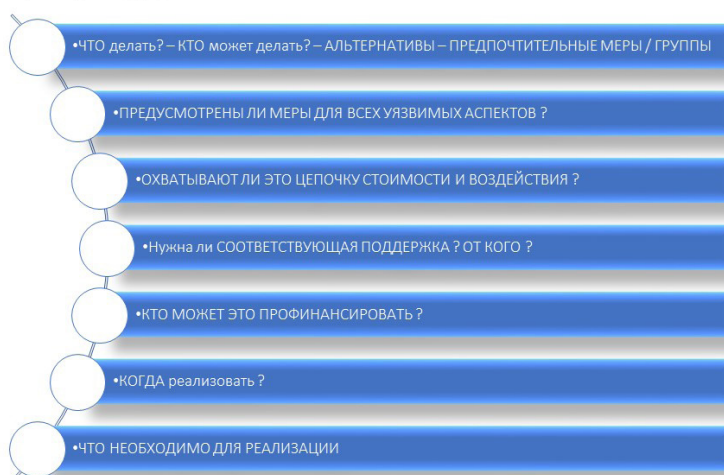 •ЧТО делать? – КТО может делать? – АЛЬТЕРНАТИВЫ – ПРЕДПОЧТИТЕЛЬНЫЕ МЕРЫ / ГРУППЫ
•ПРЕДУСМОТРЕНЫ ЛИ МЕРЫ ДЛЯ ВСЕХ УЯЗВИМЫХ АСПЕКТОВ ?
•ОХВАТЫВАЮТ ЛИ ЭТО ЦЕПОЧКУ СТОИМОСТИ И ВОЗДЕЙСТВИЯ ?
•Нужна ли СООТВЕТСТВУЮЩАЯ ПОДДЕРЖКА ? ОТ КОГО ?
•КТО МОЖЕТ ЭТО ПРОФИНАНСИРОВАТЬ ?
•КОГДА реализовать ?
•ЧТО НЕОБХОДИМО ДЛЯ РЕАЛИЗАЦИИ